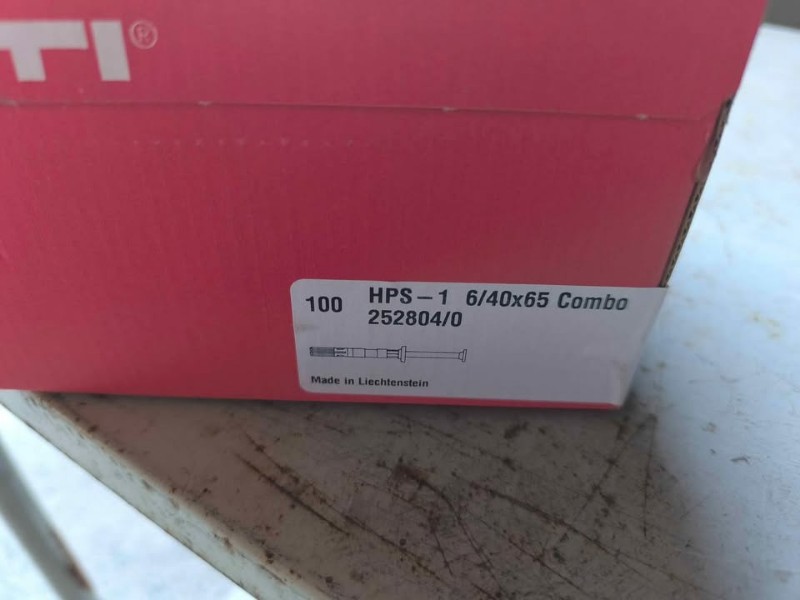 TI®
100 HPS-1 6/40x65 Combo
252804/0
Made in Liechtenstein